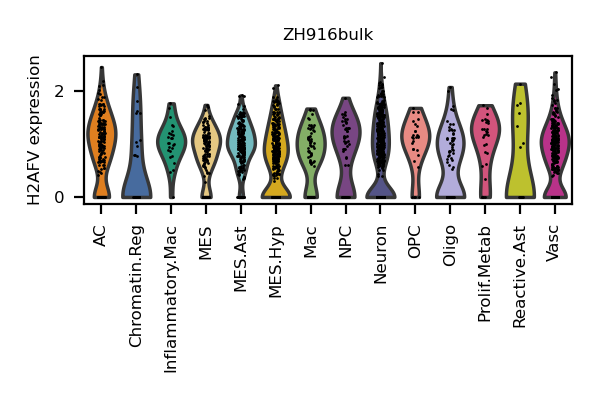 ZH916bulk
H2AFV expression
2
0
AC
Chromatin.Reg
Inflammatory.Mac
MES
MES.Ast
MES.Hyp
Mac
NPC
Neuron
OPC
Oligo
Prolif.Metab
Reactive.Ast
Vasc